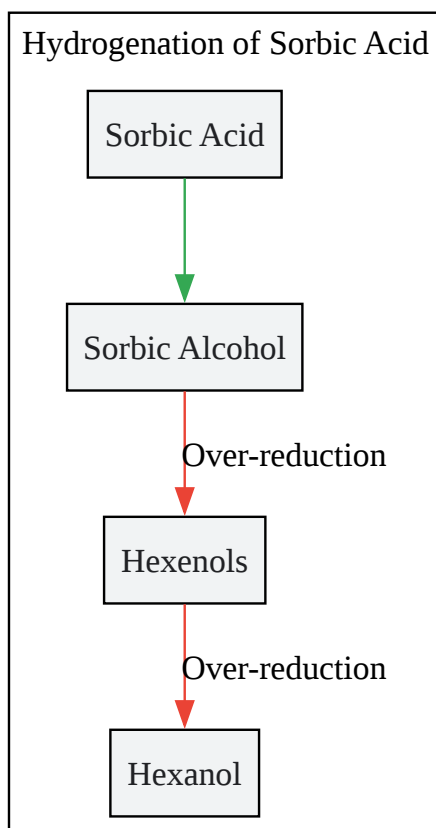 Hydrogenation of Sorbic Acid
Sorbic Acid
Sorbic Alcohol
Over-reduction
Hexenols
Over-reduction
Hexanol